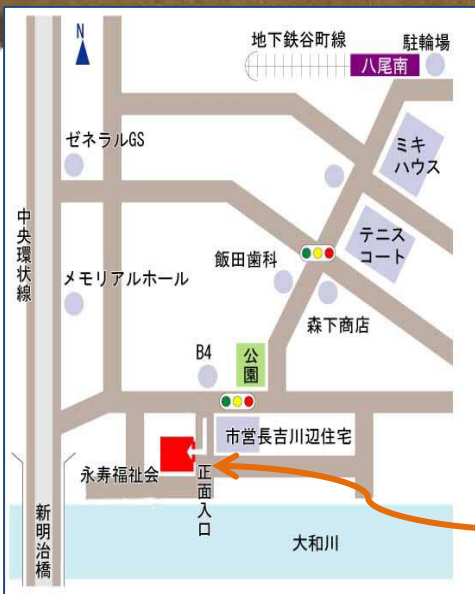 N
地下鉄谷町線
駐輪場
八尾南
ゼネラルGS
ミキ
ハウス
中央環状線
テニス
コート
飯田歯科
メモリアルホール
森下商店
B4
公園
市営長吉川辺住宅
永寿福祉会
正面入口
新明治橋
大和川